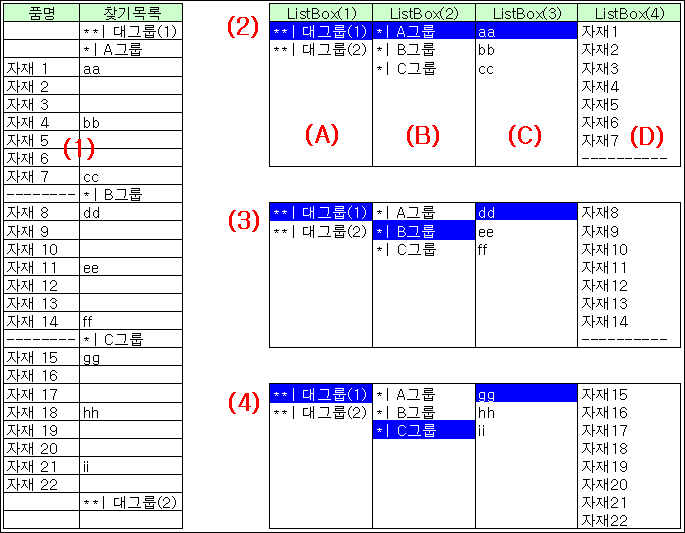 품명 찾기목록
**| 대그룹(1)
*| A그룹
자재 1 aa
자재 2
자재 3
자재 4 bb
자재 5
자재 6
자재 7 cc
-------- *| B그룹
자재 8 dd
자재 9
자재 10
자재 11 ee
자재 12
자재 13
자재 14 ff
-------- *| C그룹
자재 15 gg
자재 16
자재 17
자재 18 hh
자재 19
자재 20
자재 21 ii
자재 22
**| 대그룹(2)
(1)
(2)
ListBox(1) ListBox(2) ListBox(3) ListBox(4)
**| 대그룹(1) *| A그룹 aa 자재1
**| 대그룹(2) *| B그룹 bb 자재2
*| C그룹 cc 자재3
자재4
자재5
자재6
자재7
----------
(A) (B) (C) (D)
(3)
**| 대그룹(1) *| A그룹 dd 자재8
**| 대그룹(2) *| B그룹 ee 자재9
*| C그룹 ff 자재10
자재11
자재12
자재13
자재14
----------
(4)
**| 대그룹(1) *| A그룹 gg 자재15
**| 대그룹(2) *| B그룹 hh 자재16
*| C그룹 ii 자재17
자재18
자재19
자재20
자재21
자재22